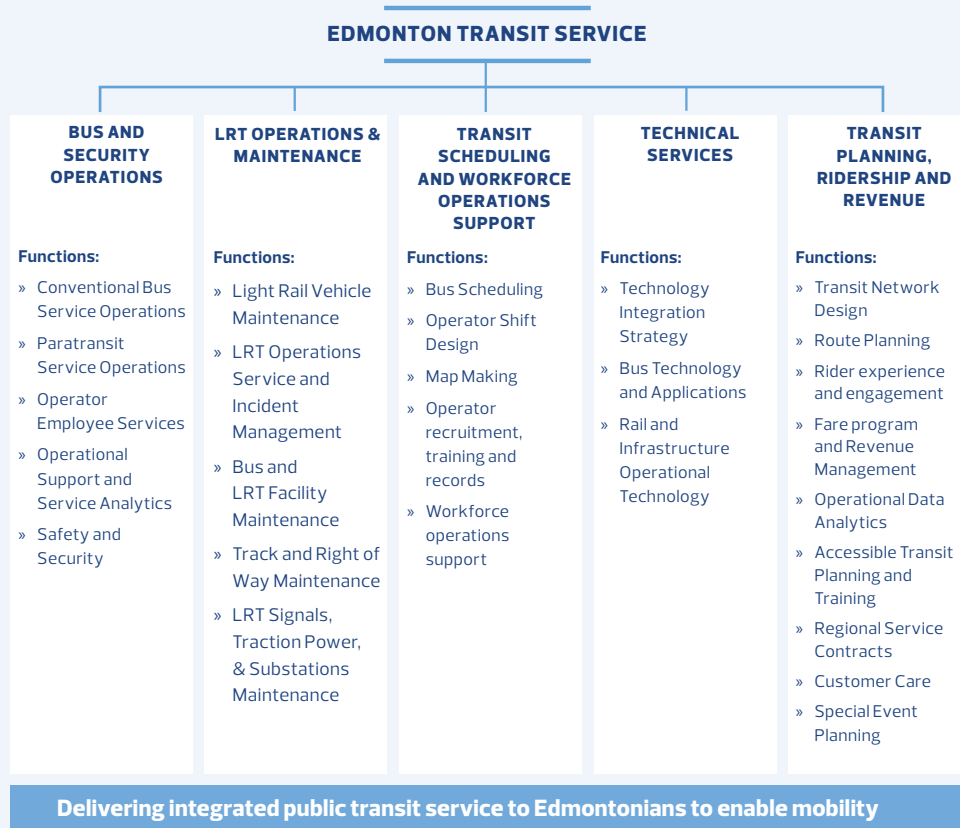 EDMONTON TRANSIT SERVICE
BUS AND
SECURITY
OPERATIONS
Functions:
» Conventional Bus
Service Operations
» Paratransit
Service Operations
» Operator
Employee Services
» Operational
Support and
Service Analytics
» Safety and
Security
LRT OPERATIONS &
MAINTENANCE
Functions:
» Light Rail Vehicle
Maintenance
» LRT Operations
Service and
Incident
Management
» Bus and
LRT Facility
Maintenance
» Track and Right of
Way Maintenance
» LRT Signals,
Traction Power,
& Substations
Maintenance
TRANSIT
SCHEDULING
AND WORKFORCE
OPERATIONS
SUPPORT
Functions:
» Bus Scheduling
» Operator Shift
Design
» Map Making
» Operator
recruitment,
training and
records
» Workforce
operations
support
TECHNICAL
SERVICES
Functions:
» Technology
Integration
Strategy
» Bus Technology
and Applications
» Rail and
Infrastructure
Operational
Technology
TRANSIT
PLANNING,
RIDERSHIP AND
REVENUE
Functions:
» Transit Network
Design
» Route Planning
» Rider experience
and engagement
» Fare program
and Revenue
Management
» Operational Data
Analytics
» Accessible Transit
Planning and
Training
» Regional Service
Contracts
» Customer Care
» Special Event
Planning
Delivering integrated public transit service to Edmontonians to enable mobility